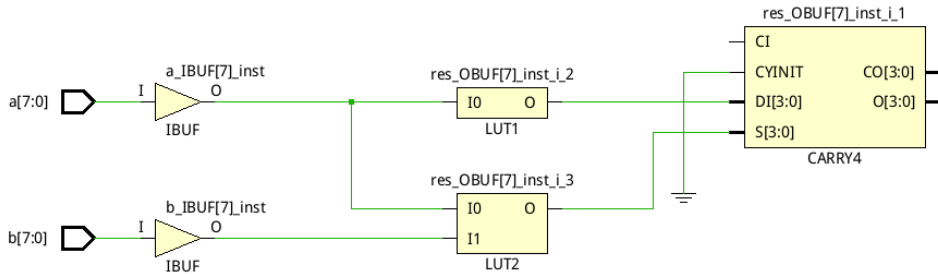 res_OBUF[7]_inst_i_1
CI
CYINIT
CO[3:0]
DI[3:0]
O[3:0]
S[3:0]
CARRY4
a_IBUF[7]_inst
a[7:0]
I
O
IBUF
res_OBUF[7]_inst_i_2
I0
O
LUT1
res_OBUF[7]_inst_i_3
I0
O
I1
LUT2
b_IBUF[7]_inst
b[7:0]
I
O
IBUF